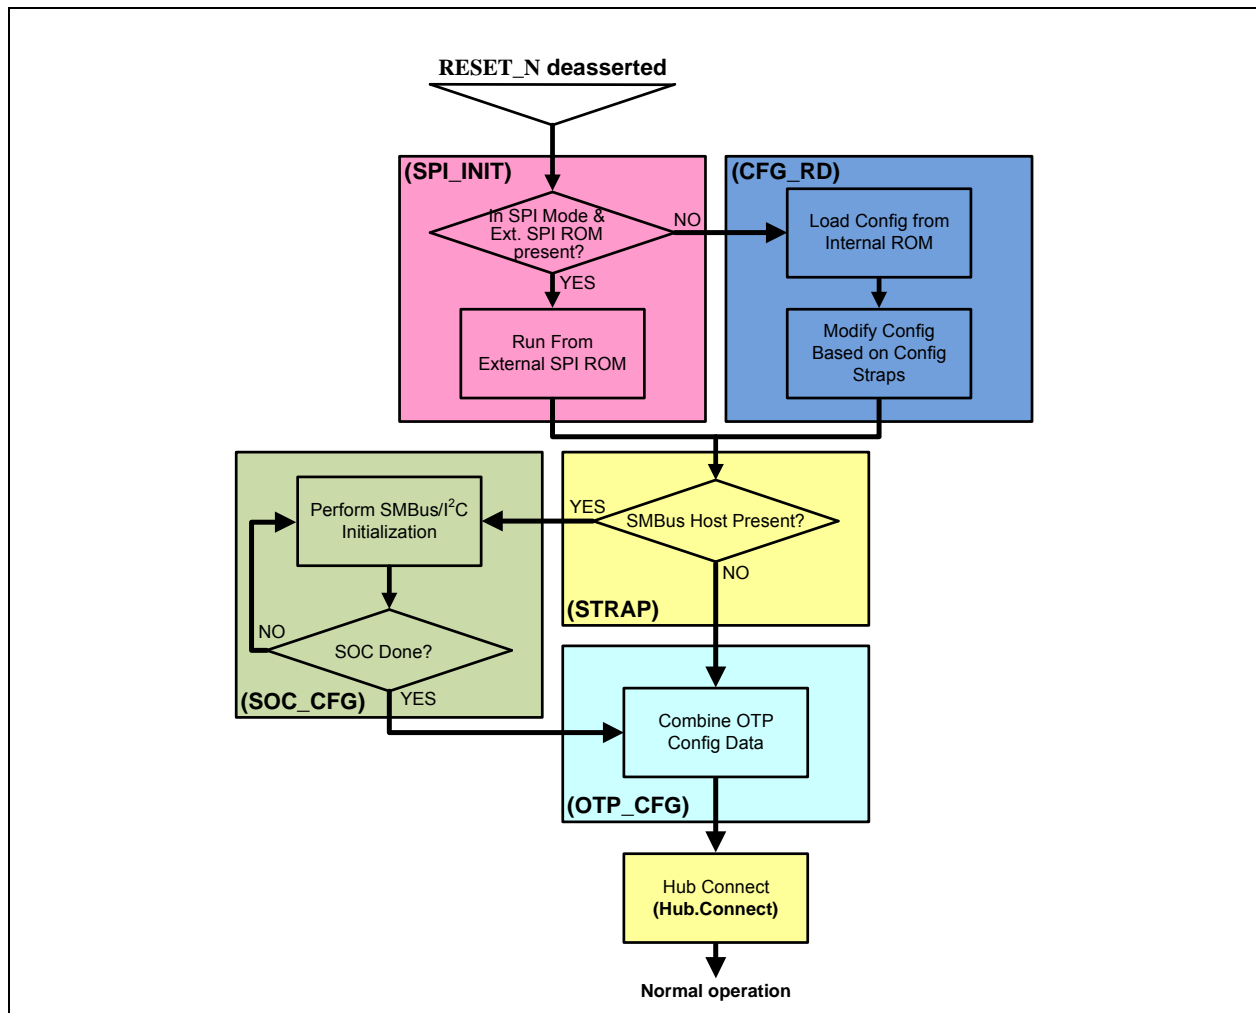 RESET_N deasserted
(SPI_INIT)
In SPI Mode &
Ext. SPI ROM
present?
NO
YES
Run From
External SPI ROM
(CFG_RD)
Load Config from
Internal ROM
Modify Config
Based on Config
Straps
SMBus Host Present?
YES
NO
(STRAP)
Perform SMBus/I²C
Initialization
SOC Done?
NO
YES
(SOC_CFG)
Combine OTP
Config Data
(OTP_CFG)
Hub Connect
(Hub.Connect)
Normal operation